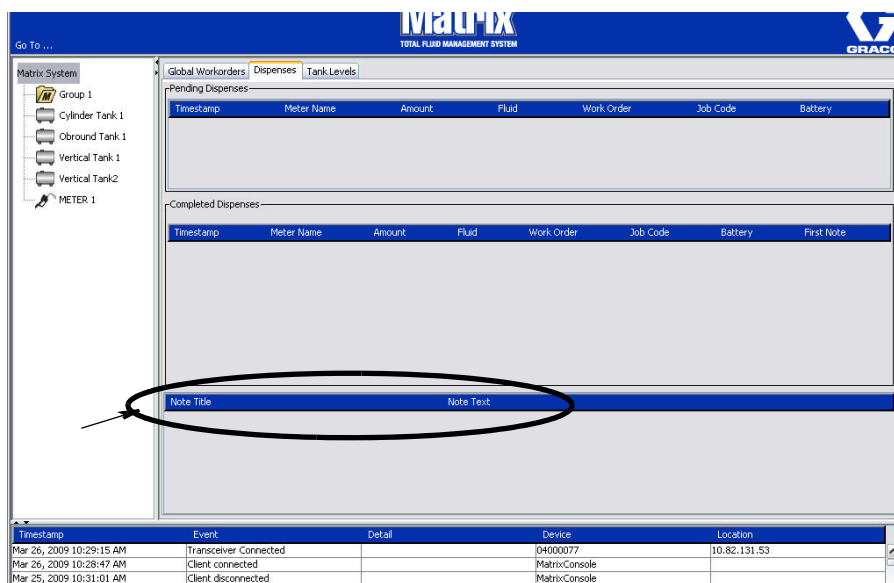 Matrix
TOTAL FLUID MANAGEMENT SYSTEM
Go To ...
GRACO
Matrix System
Group 1
Cylinder Tank 1
Obround Tank 1
Vertical Tank 1
Vertical Tank2
METER 1
Global Workorders Dispenses Tank Levels
Pending Dispenses
Timestamp Meter Name Amount Fluid Work Order Job Code Battery
Completed Dispenses
Timestamp Meter Name Amount Fluid Work Order Job Code Battery First Note
Note Title Note Text
Timestamp Event Detail Device Location
Mar 26, 2009 10:29:15 AM Transceiver Connected 04000077 10.82.131.53
Mar 26, 2009 10:28:47 AM Client connected MatrixConsole
Mar 25, 2009 10:31:01 AM Client disconnected MatrixConsole